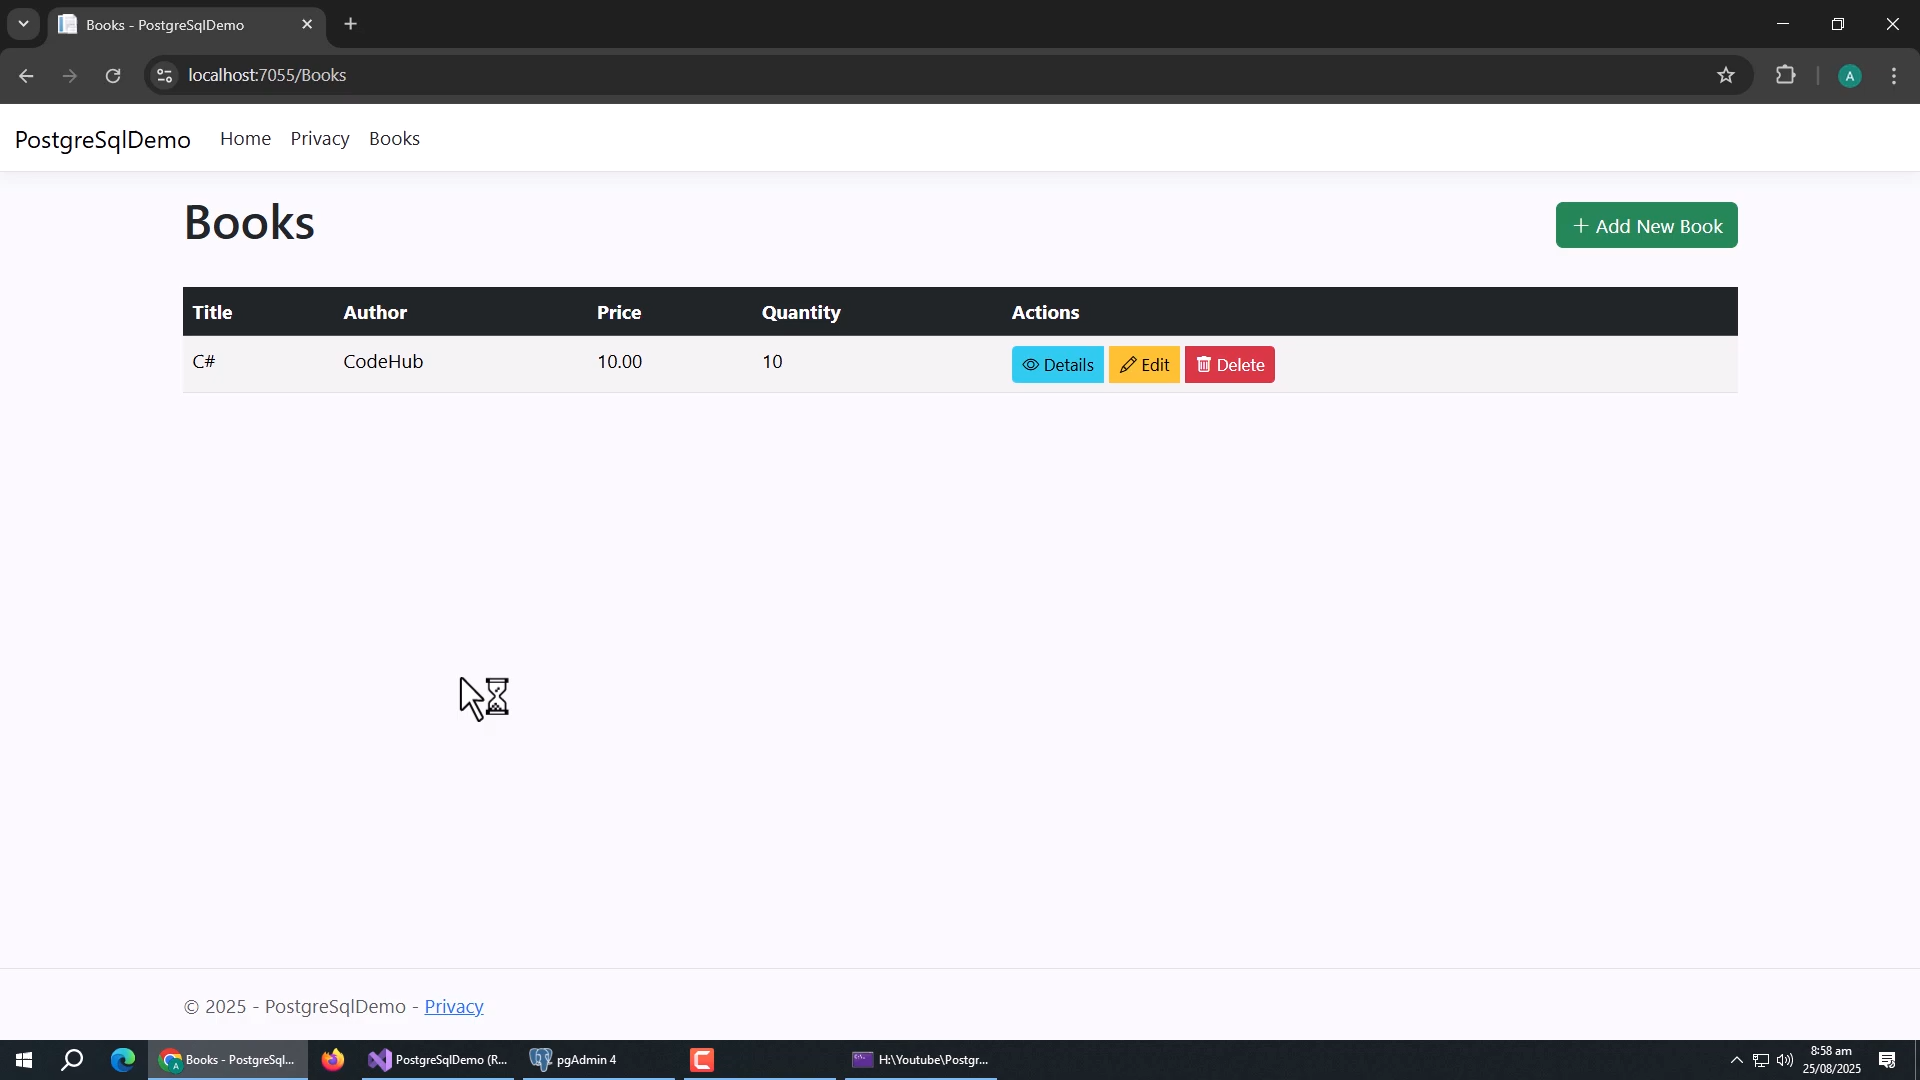 Books - PostgreSqlDemo
localhost:7055/Books
A
PostgreSqlDemo Home Privacy Books
Books
+ Add New Book
Title Author Price Quantity Actions
C# CodeHub 10.00 10 Details Edit Delete
© 2025 - PostgreSqlDemo - Privacy
A Books - PostgreSql... PostgreSqlDemo (R... pgAdmin 4 C H:\Youtube\Postgr... 8:58 am
25/08/2025